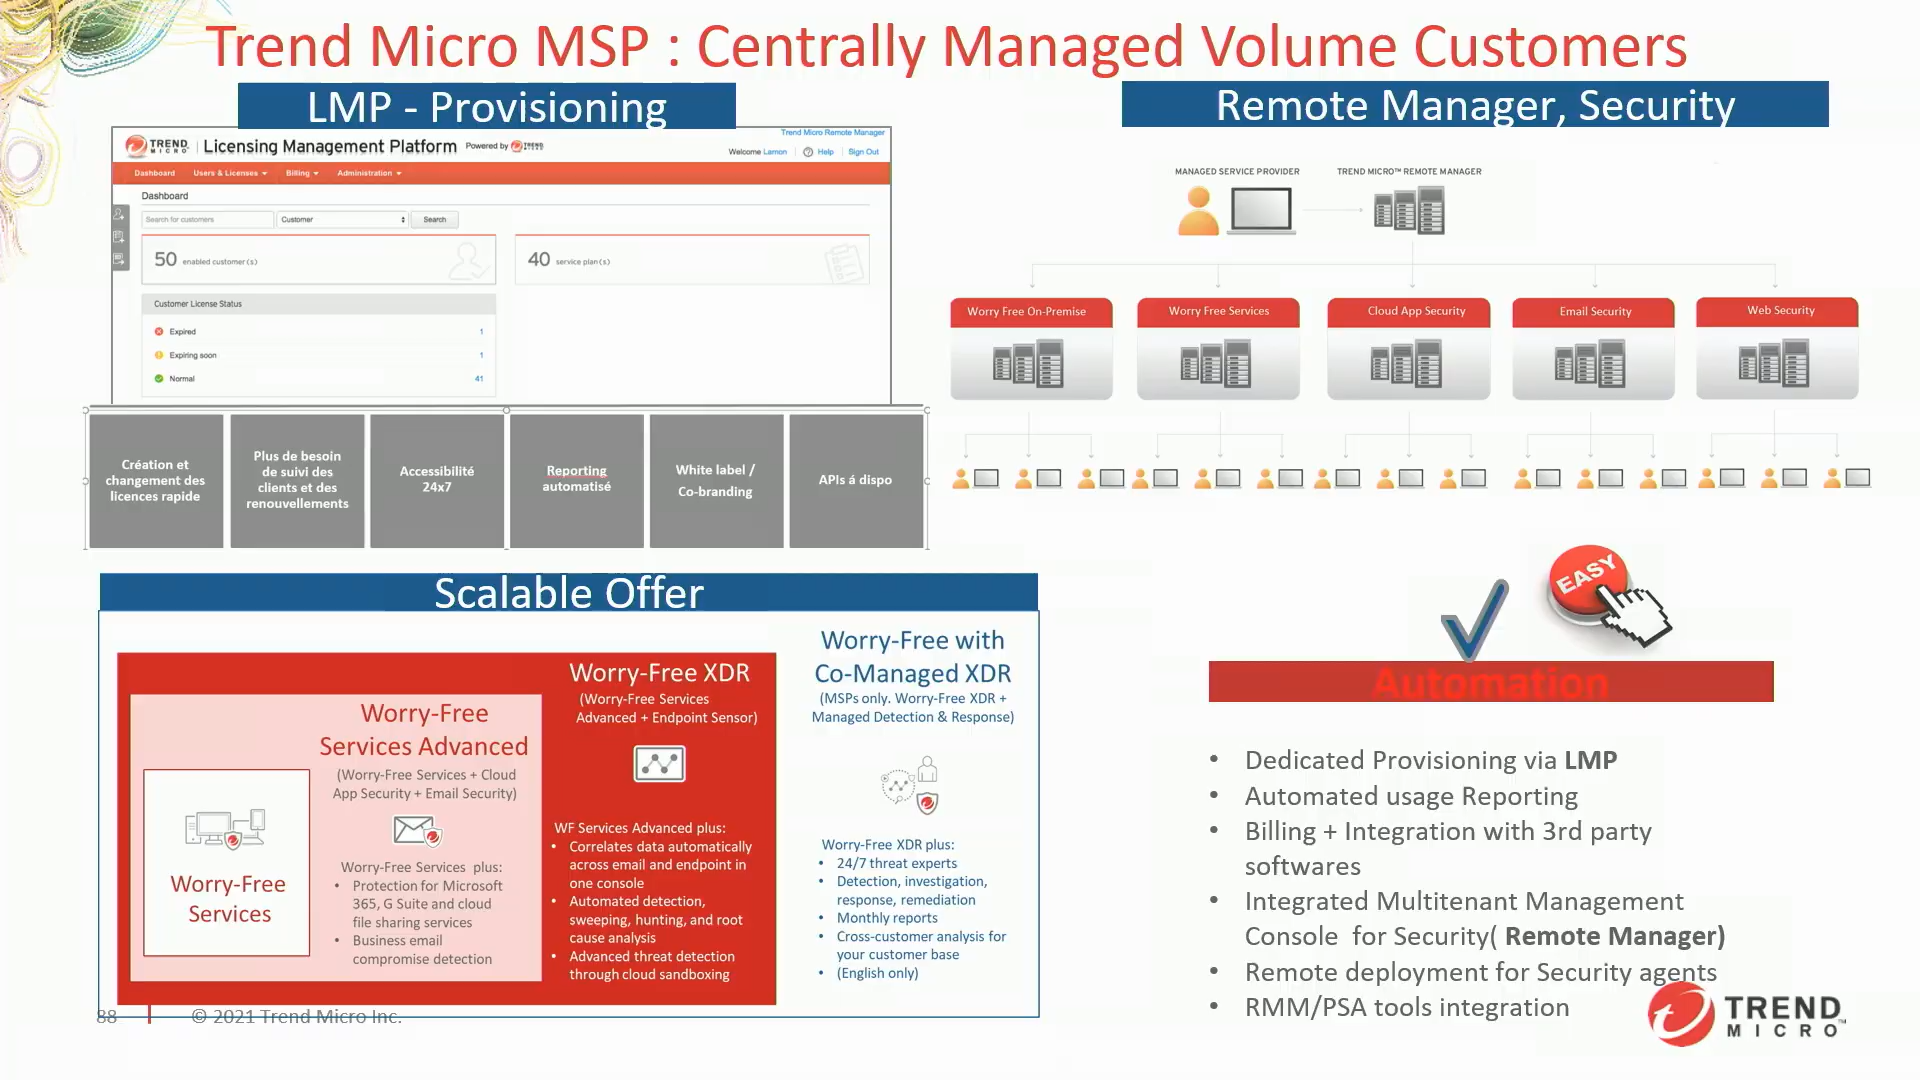 Trend Micro MSP : Centrally Managed Volume Customers
LMP - Provisioning
Trend Micro Remote Manager
TREND MICRO
Licensing Management Platform Powered by TREND MICRO
Welcome Lamon Help Sign Out
Dashboard Users & Licenses Billing Administration
Dashboard
Search for customers Customer Search
50 enabled customer(s)
40 service plan(s)
Customer License Status
Expired 1
Expiring soon 1
Normal 41
Création et
changement des
licences rapide
Plus de besoin
de suivi des
clients et des
renouvellements
Accessibilité
24x7
Reporting
automatisé
White label /
Co-branding
APIs á dispo
Remote Manager, Security
MANAGED SERVICE PROVIDER
TREND MICRO™ REMOTE MANAGER
Worry Free On-Premise
Worry Free Services
Cloud App Security
Email Security
Web Security
Scalable Offer
Worry-Free
Services
Worry-Free
Services Advanced
(Worry-Free Services + Cloud
App Security + Email Security)
Worry-Free Services plus:
• Protection for Microsoft
365, G Suite and cloud
file sharing services
• Business email
compromise detection
Worry-Free XDR
(Worry-Free Services
Advanced + Endpoint Sensor)
WF Services Advanced plus:
• Correlates data automatically
across email and endpoint in
one console
• Automated detection,
sweeping, hunting, and root
cause analysis
• Advanced threat detection
through cloud sandboxing
Worry-Free with
Co-Managed XDR
(MSPs only. Worry-Free XDR +
Managed Detection & Response)
Worry-Free XDR plus:
• 24/7 threat experts
• Detection, investigation,
response, remediation
• Monthly reports
• Cross-customer analysis for
your customer base
• (English only)
EASY
Automation
• Dedicated Provisioning via LMP
• Automated usage Reporting
• Billing + Integration with 3rd party
softwares
• Integrated Multitenant Management
Console for Security( Remote Manager)
• Remote deployment for Security agents
• RMM/PSA tools integration
88
© 2021 Trend Micro Inc.
TREND
MICRO™